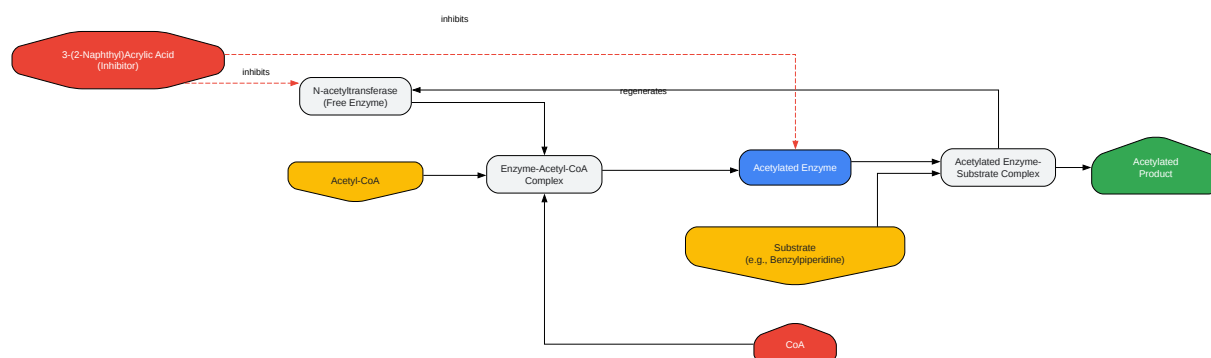 inhibits
3-(2-Naphthyl)Acrylic Acid
(Inhibitor)
inhibits
N-acetyltransferase
(Free Enzyme)
regenerates
Acetyl-CoA
Enzyme-Acetyl-CoA
Complex
Acetylated Enzyme
Acetylated Enzyme-
Substrate Complex
Acetylated
Product
Substrate
(e.g., Benzylpiperidine)
CoA